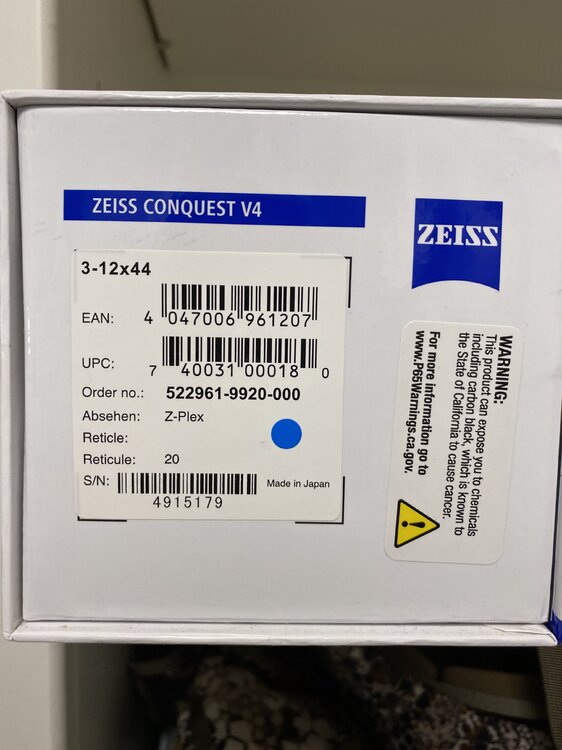 ZEISS CONQUEST V4
ZEISS
3-12x44
EAN: 4 047006 961207
UPC: 7 40031 00018 0
Order no.: 522961-9920-000
Absehen: Z-Plex
Reticle:
Reticule: 20
S/N:
4915179
Made in Japan
WARNING:
This product can expose you to chemicals
including carbon black, which is known to
the State of California to cause cancer.
For more information go to
www.P65Warnings.ca.gov.